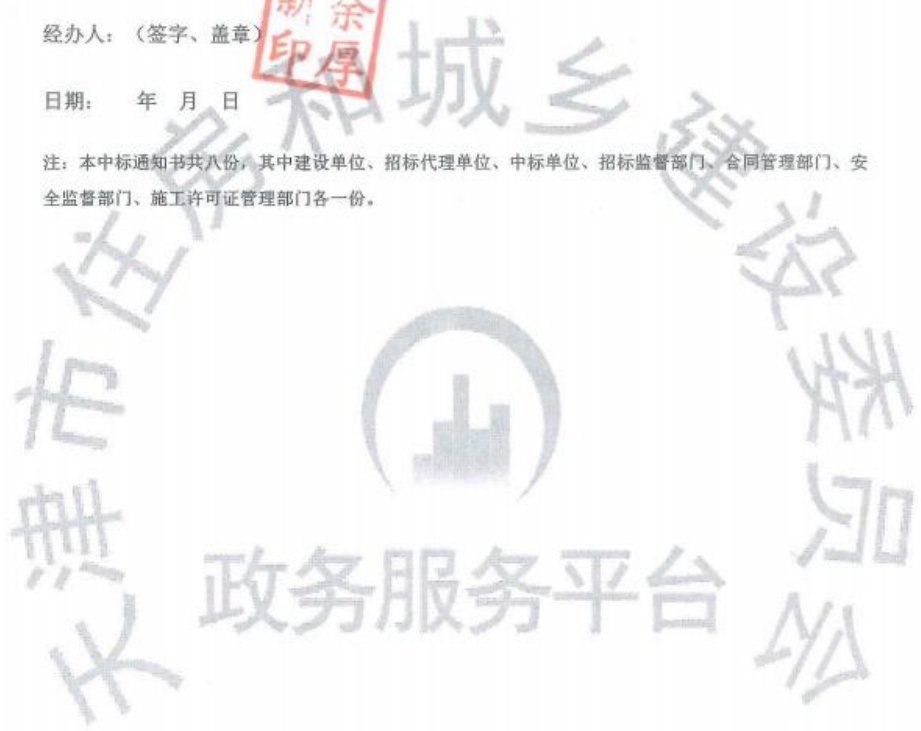 经办人：（签字、盖章）
余厚
新印
日期： 年 月 日
注：本中标通知书共八份，其中建设单位、招标代理单位、中标单位、招标监督部门、合同管理部门、安
全监督部门、施工许可证管理部门各一份。
天津市住房和城乡建设委员会
政务服务平台